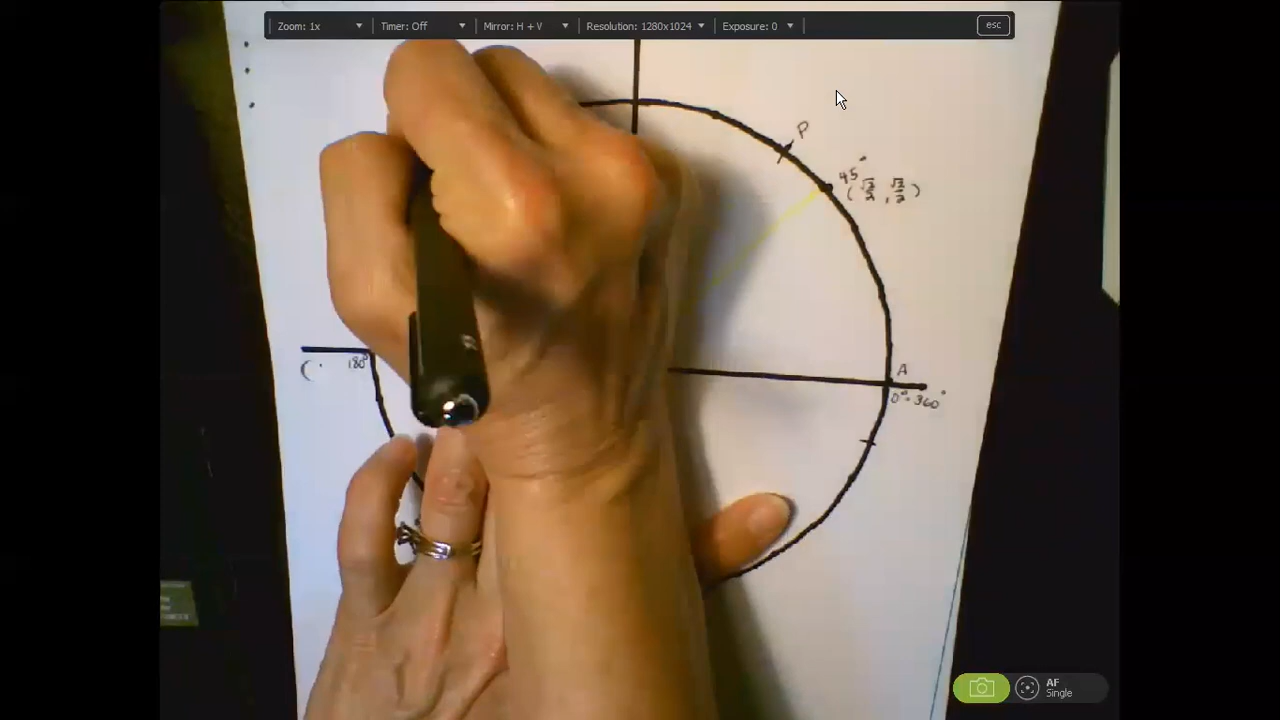 Zoom: 1x Timer: Off Mirror: H + V Resolution: 1280x1024 Exposure: 0 esc
P
45°
(√2/2, √2/2)
180°
C
A
0° 360°
AF
Single